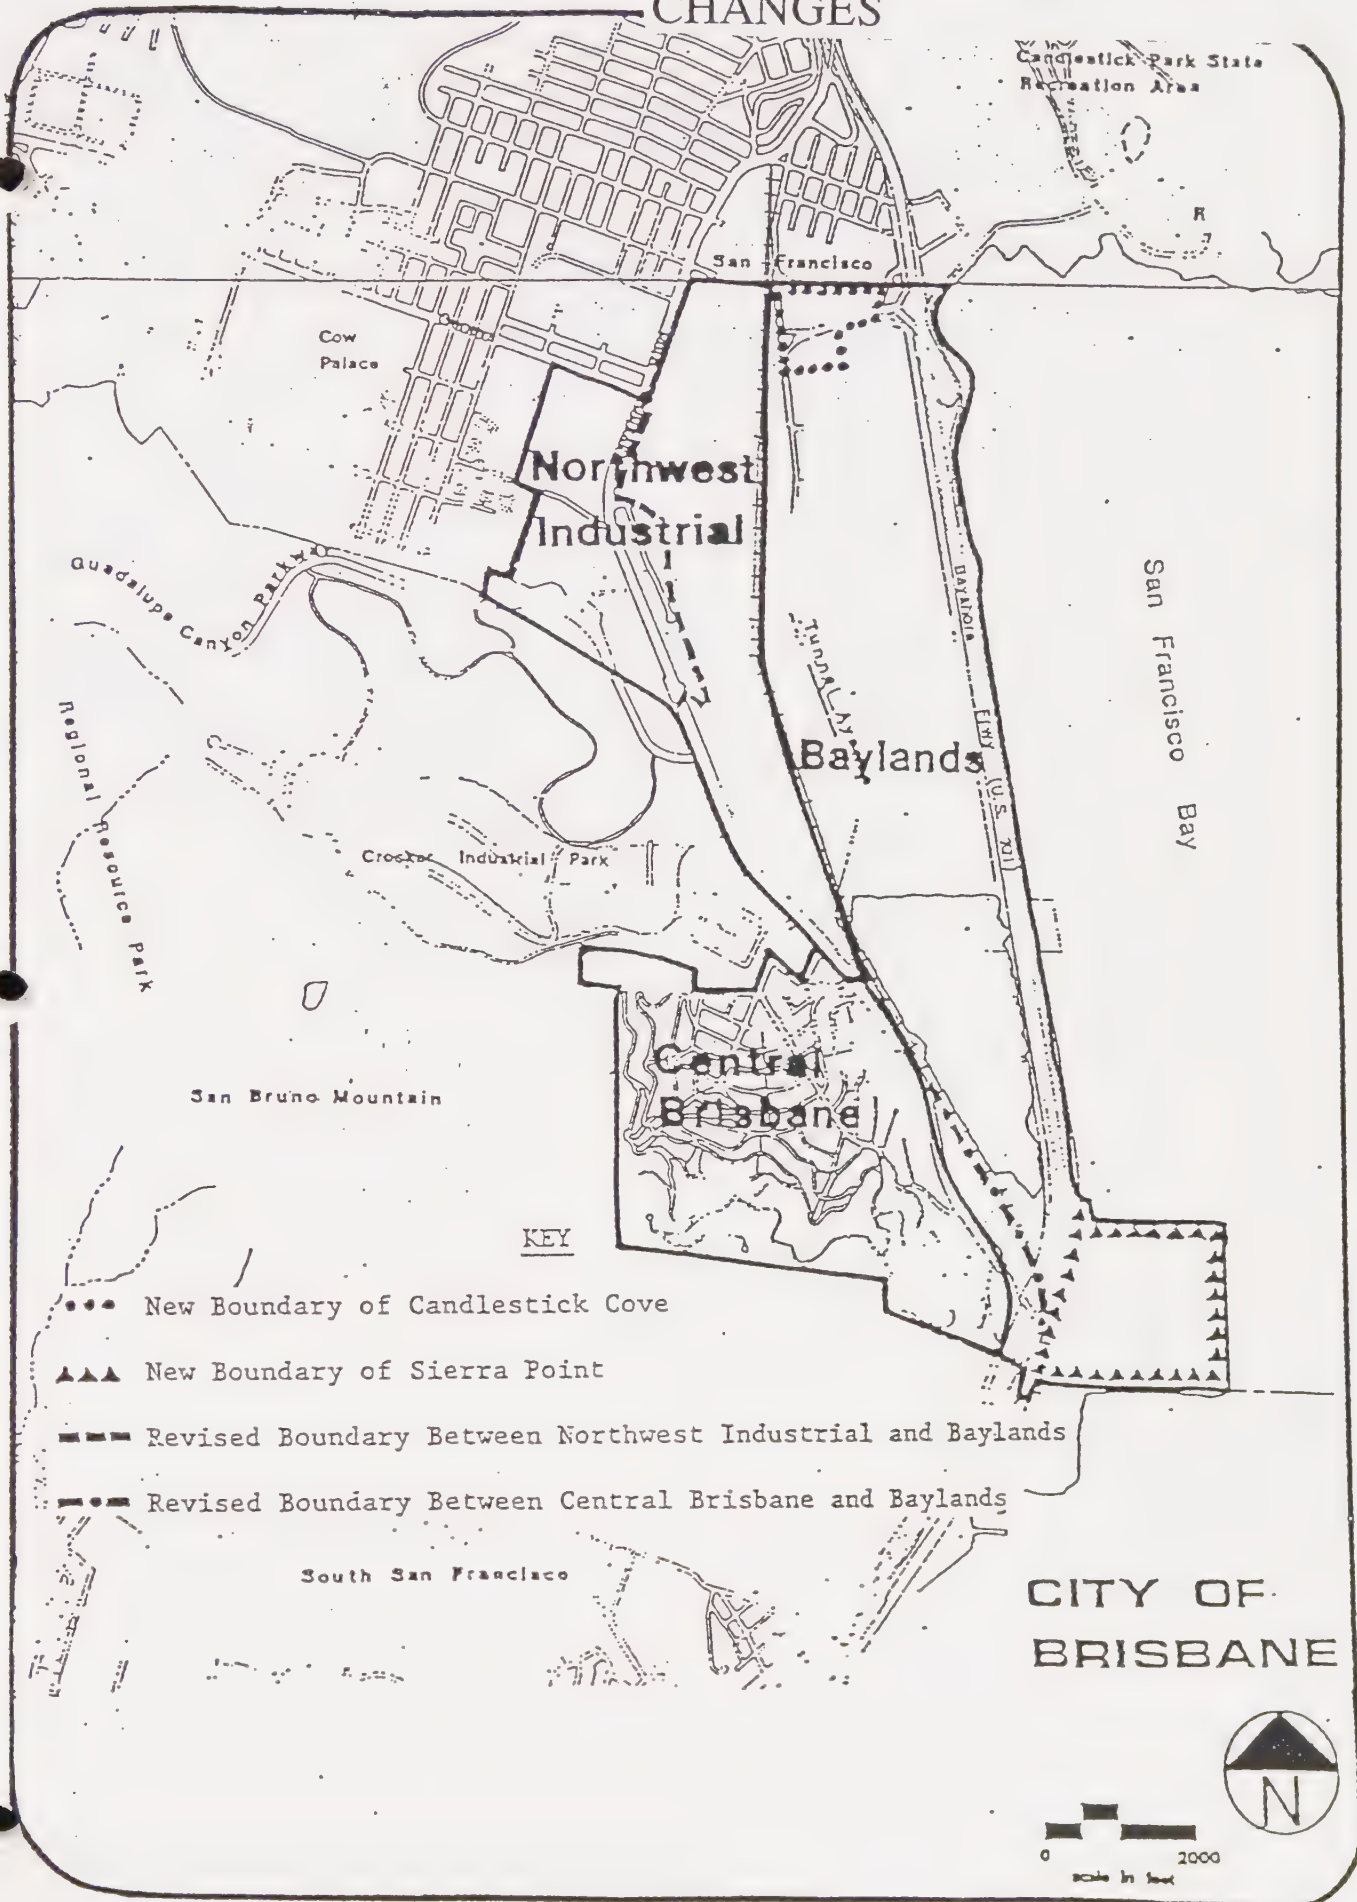 CHANGES
Candlestick Park State
Recreation Area
R
San Francisco
Cow
Palace
Northwest
Industrial
Guadalupe Canyon Parkway
Bayshore Frwy (U.S. 101)
San Francisco Bay
Tunnel Av
Baylands
Regional Resource Park
Crocker Industrial Park
Central
Brisbane
San Bruno Mountain
KEY
New Boundary of Candlestick Cove
New Boundary of Sierra Point
Revised Boundary Between Northwest Industrial and Baylands
Revised Boundary Between Central Brisbane and Baylands
South San Francisco
CITY OF
BRISBANE
N
0 2000
scale in feet